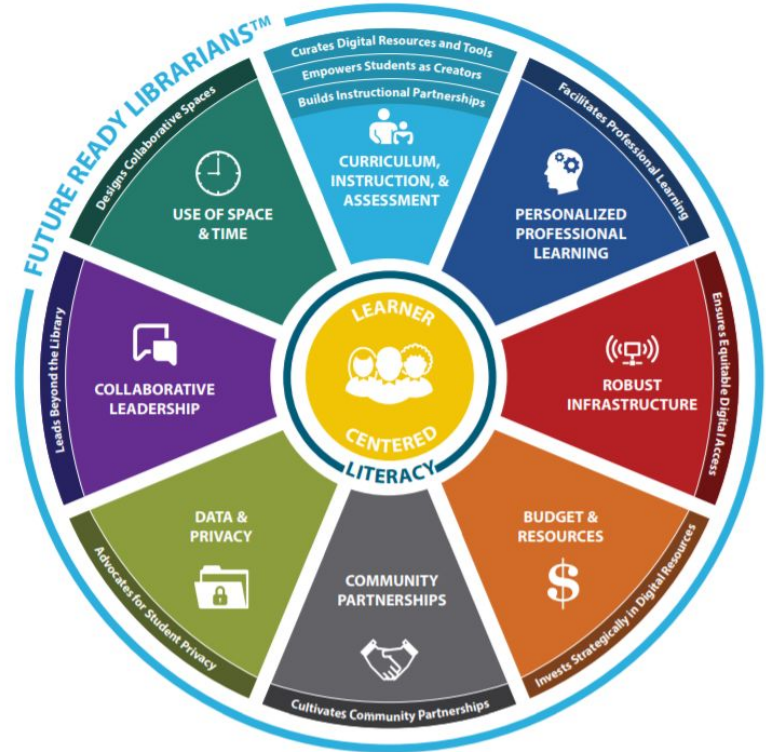 FUTURE READY LIBRARIANS™
Curates Digital Resources and Tools
Empowers Students as Creators
Builds Instructional Partnerships
CURRICULUM,
INSTRUCTION, &
ASSESSMENT
Facilitates Professional Learning
PERSONALIZED
PROFESSIONAL
LEARNING
Ensures Equitable Digital Access
ROBUST
INFRASTRUCTURE
Invests Strategically in Digital Resources
BUDGET &
RESOURCES
$
Cultivates Community Partnerships
COMMUNITY
PARTNERSHIPS
Advocates for Student Privacy
DATA &
PRIVACY
Leads Beyond the Library
COLLABORATIVE
LEADERSHIP
Designs Collaborative Spaces
USE OF SPACE
& TIME
LEARNER
CENTERED
LITERACY